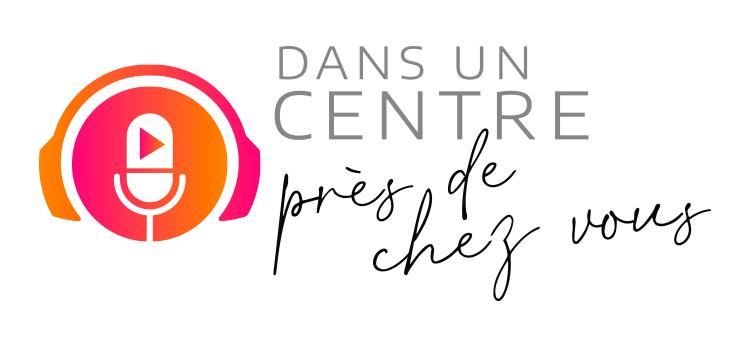 DANS UN
CENTRE
près de
chez vous